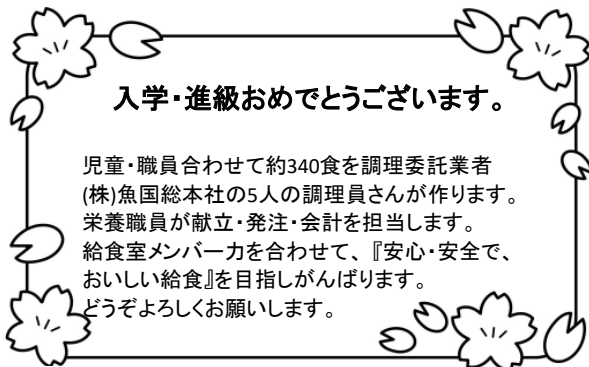 入学・進級おめでとうございます。
児童・職員合わせて約340食を調理委託業者
(株)魚国総本社の5人の調理員さんが作ります。
栄養職員が献立・発注・会計を担当します。
給食室メンバー力を合わせて、『安心・安全で、
おいしい給食』を目指しがんばります。
どうぞよろしくお願いします。